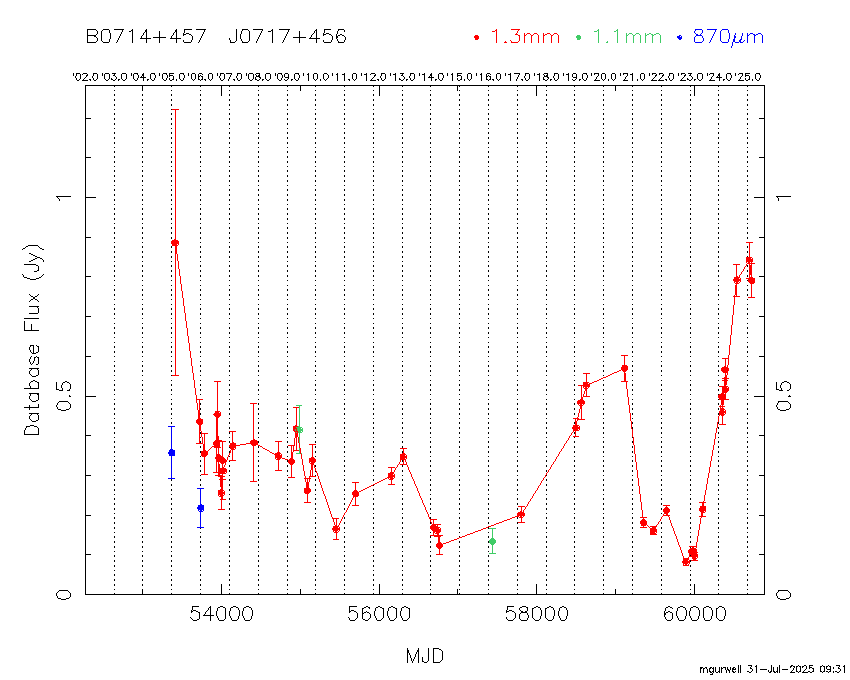 B0714+457 J0717+456 1.3mm 1.1mm 870μm
'02.0 '03.0 '04.0 '05.0 '06.0 '07.0 '08.0 '09.0 '10.0 '11.0 '12.0 '13.0 '14.0 '15.0 '16.0 '17.0 '18.0 '19.0 '20.0 '21.0 '22.0 '23.0 '24.0 '25.0
1 1
Database Flux (Jy)
0.5 0.5
0 0
54000 56000 58000 60000
MJD
mgurwell 31-Jul-2025 09:31